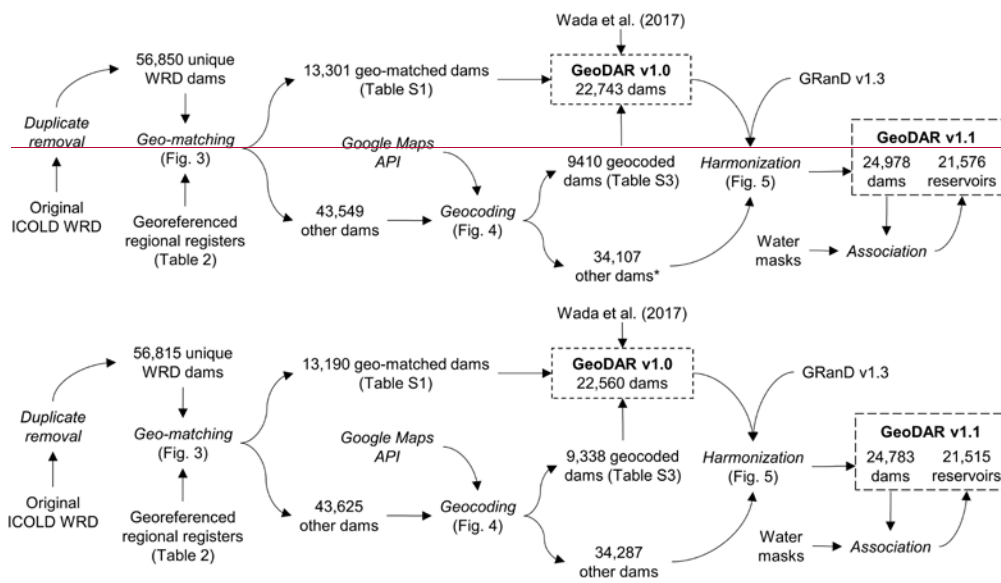 Wada et al. (2017)
56,850 unique
WRD dams
13,301 geo-matched dams
(Table S1)
GeoDAR v1.0
22,743 dams
GRanD v1.3
Duplicate
removal
Geo-matching
(Fig. 3)
Google Maps
API
9410 geocoded
dams (Table S3)
Harmonization
(Fig. 5)
GeoDAR v1.1
24,978
dams
21,576
reservoirs
Original
ICOLD WRD
Georeferenced
regional registers
(Table 2)
43,549
other dams
Geocoding
(Fig. 4)
34,107
other dams*
Water
masks
Association
Wada et al. (2017)
56,815 unique
WRD dams
13,190 geo-matched dams
(Table S1)
GeoDAR v1.0
22,560 dams
GRanD v1.3
Duplicate
removal
Geo-matching
(Fig. 3)
Google Maps
API
9,338 geocoded
dams (Table S3)
Harmonization
(Fig. 5)
GeoDAR v1.1
24,783
dams
21,515
reservoirs
Original
ICOLD WRD
Georeferenced
regional registers
(Table 2)
43,625
other dams
Geocoding
(Fig. 4)
34,287
other dams
Water
masks
Association